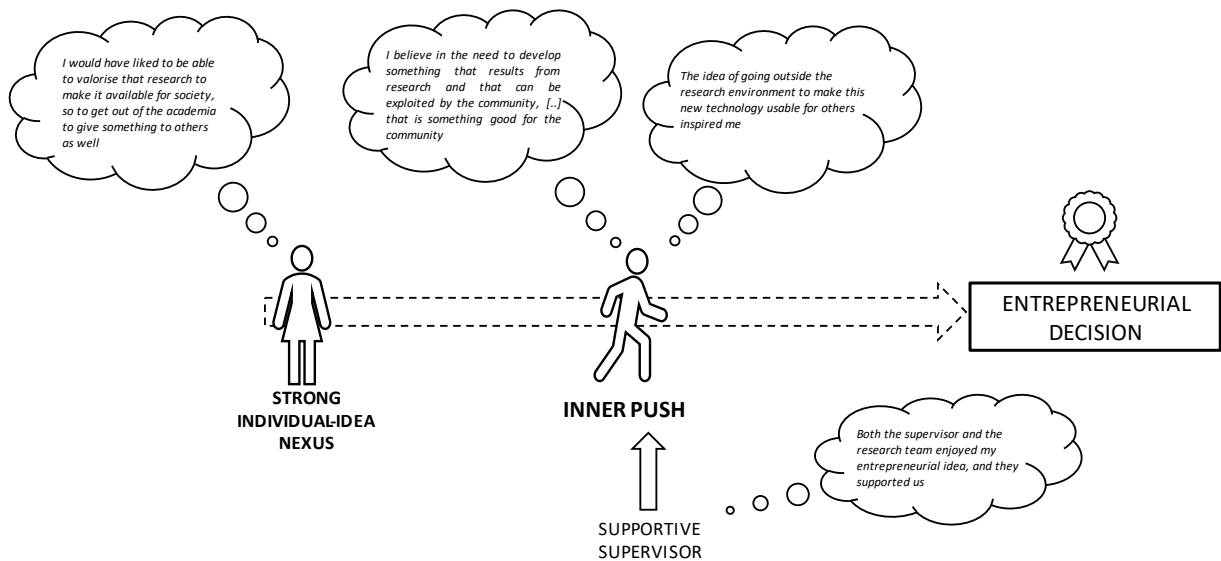 I would have liked to be able
to valorise that research to
make it available for society,
so to get out of the academia
to give something to others
as well
I believe in the need to develop
something that results from
research and that can be
exploited by the community, [..]
that is something good for the
community
The idea of going outside the
research environment to make this
new technology usable for others
inspired me
ENTREPRENEURIAL
DECISION
STRONG
INDIVIDUAL-IDEA
NEXUS
INNER PUSH
Both the supervisor and the
research team enjoyed my
entrepreneurial idea, and they
supported us
SUPPORTIVE
SUPERVISOR